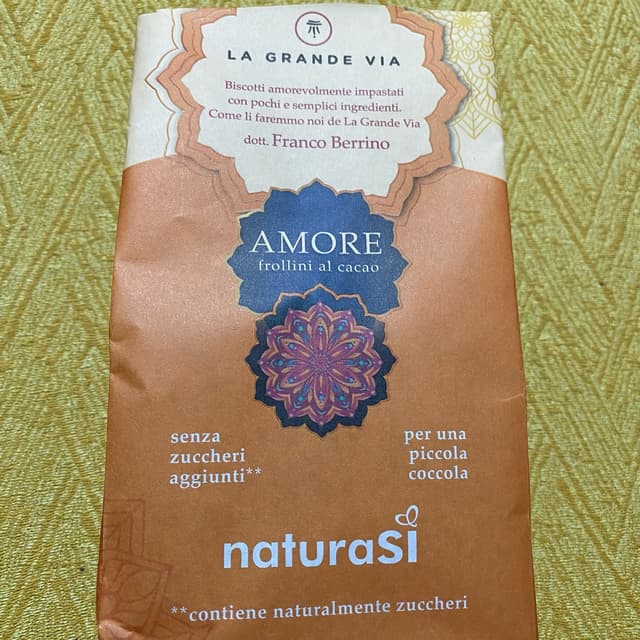 LA GRANDE VIA
Biscotti amorevolmente impastati
con pochi e semplici ingredienti.
Come li faremmo noi de La Grande Via
dott. Franco Berrino
AMORE
frollini al cacao
senza
zuccheri
aggiunti**
per una
piccola
coccola
naturaSì
**contiene naturalmente zuccheri